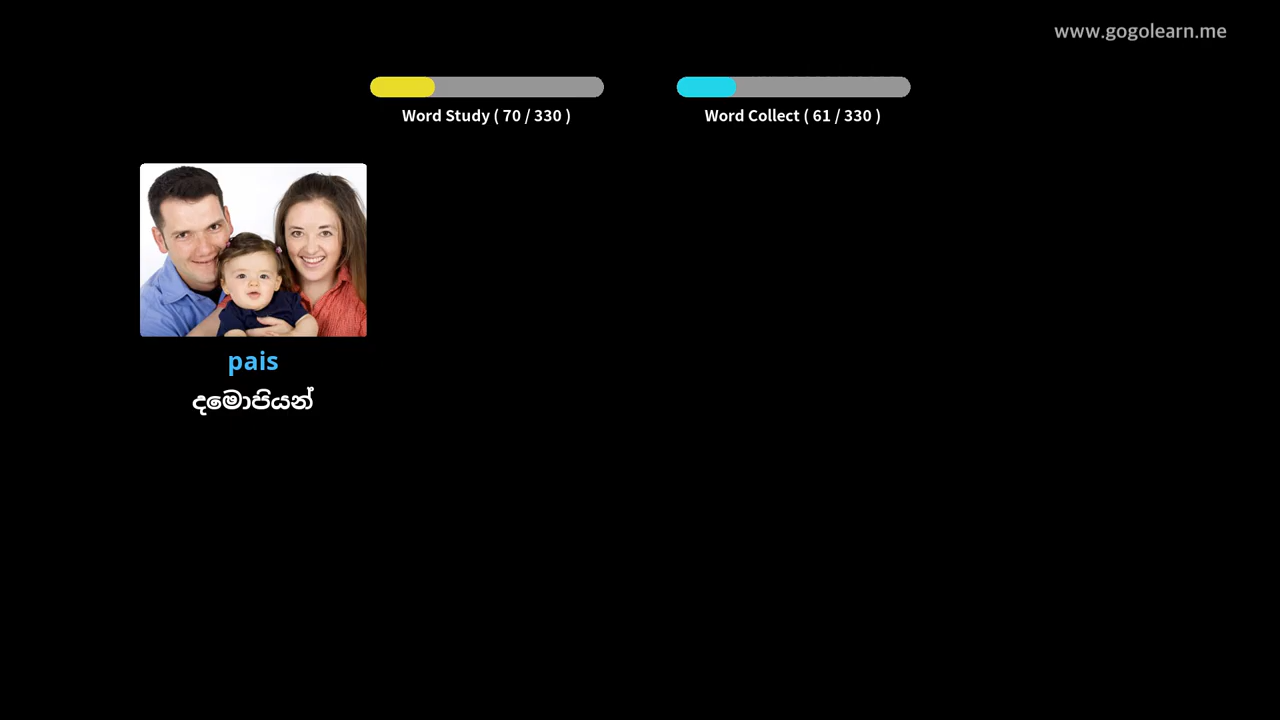 www.gogolearn.me
Word Study ( 70 / 330 )
Word Collect ( 61 / 330 )
pais
දෙමොපියන්